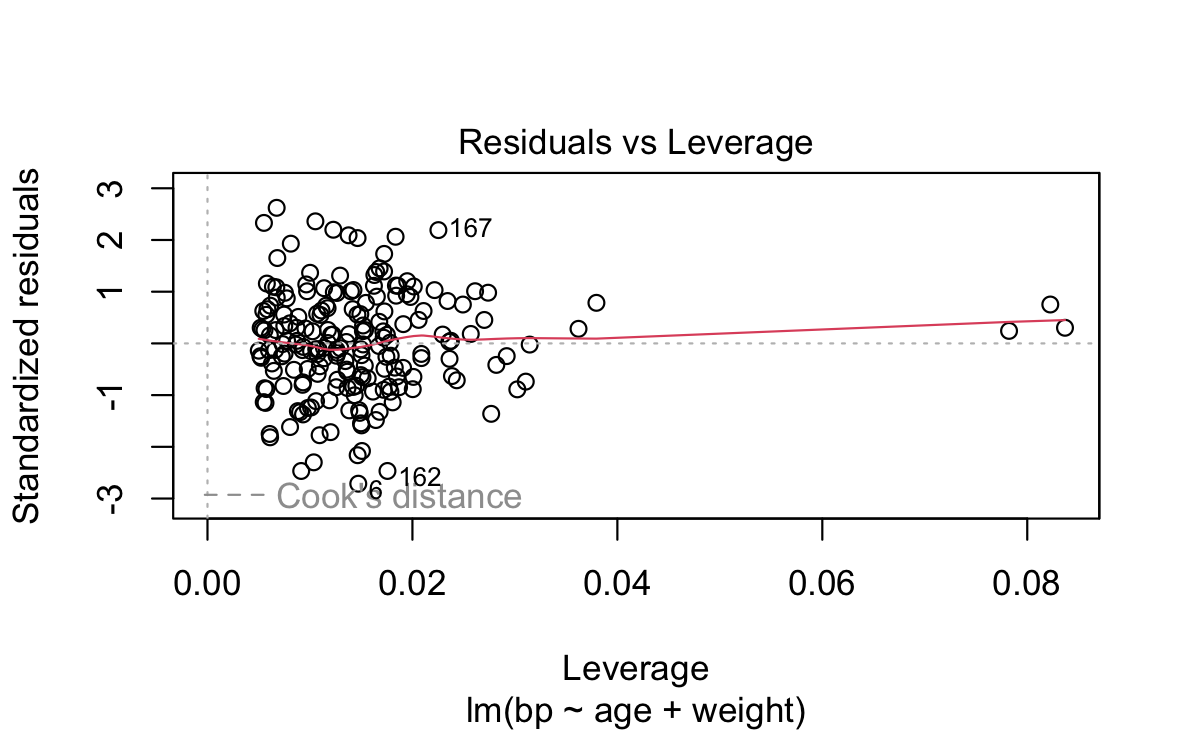 Residuals vs Leverage
Standardized residuals
3
2
1
-1
-3
167
162
6
Cook's distance
0.00 0.02 0.04 0.06 0.08
Leverage
lm(bp ~ age + weight)